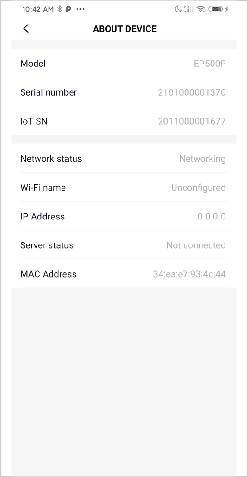 10:42 AM
ABOUT DEVICE
Model EP500P
Serial number 2101000001370
IoT SN 2011000001677
Network status Networking
Wi-Fi name Unconfigured
IP Address 0.0.0.0
Server status Not connected
MAC Address 34:ea:e7:93:4c:44